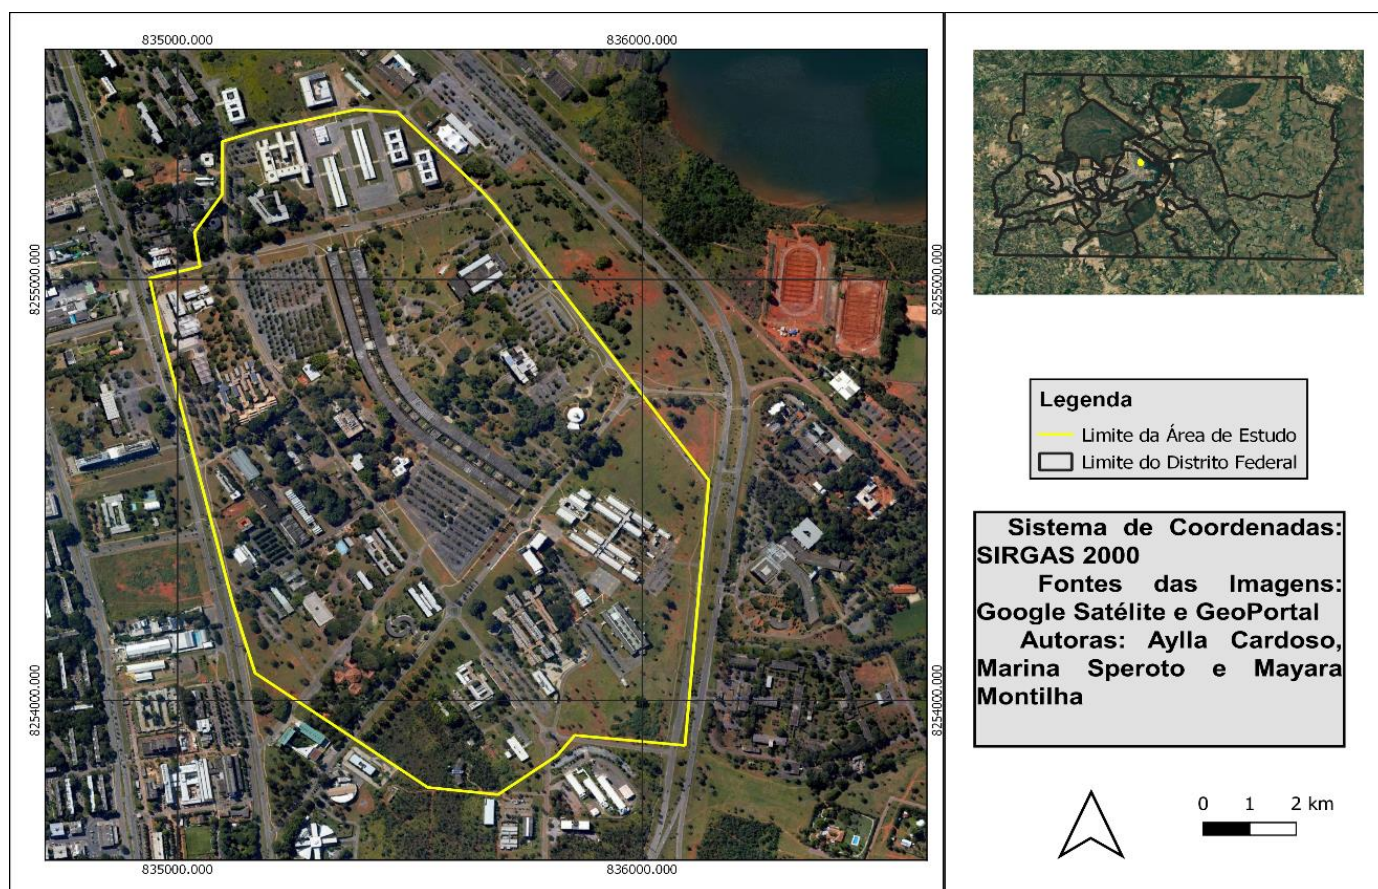 835000.000
836000.000
8255000.000
8255000.000
8254000.000
8254000.000
835000.000
836000.000
Legenda
Limite da Área de Estudo
Limite do Distrito Federal
Sistema de Coordenadas:
SIRGAS 2000
Fontes das Imagens:
Google Satélite e GeoPortal
Autoras: Aylla Cardoso,
Marina Speroto e Mayara
Montilha
0 1 2 km